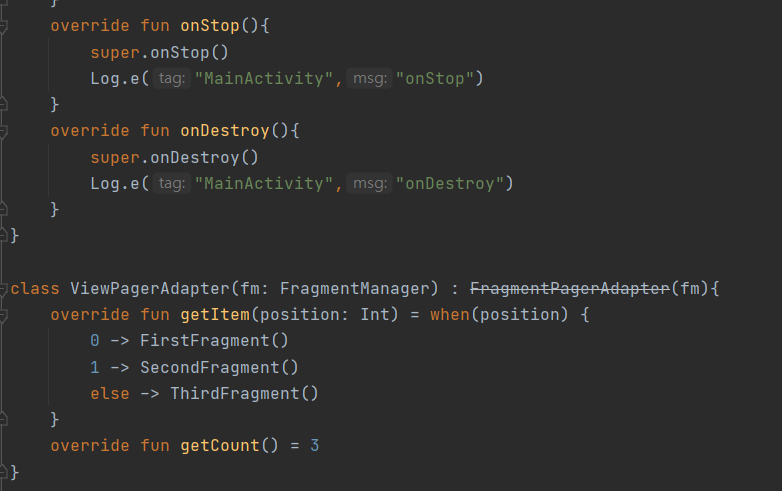 }
override fun onStop(){
super.onStop()
Log.e( tag: "MainActivity", msg: "onStop")
}
override fun onDestroy(){
super.onDestroy()
Log.e( tag: "MainActivity", msg: "onDestroy")
}
}
class ViewPagerAdapter(fm: FragmentManager) : FragmentPagerAdapter(fm){
override fun getItem(position: Int) = when(position) {
0 -> FirstFragment()
1 -> SecondFragment()
else -> ThirdFragment()
}
override fun getCount() = 3
}